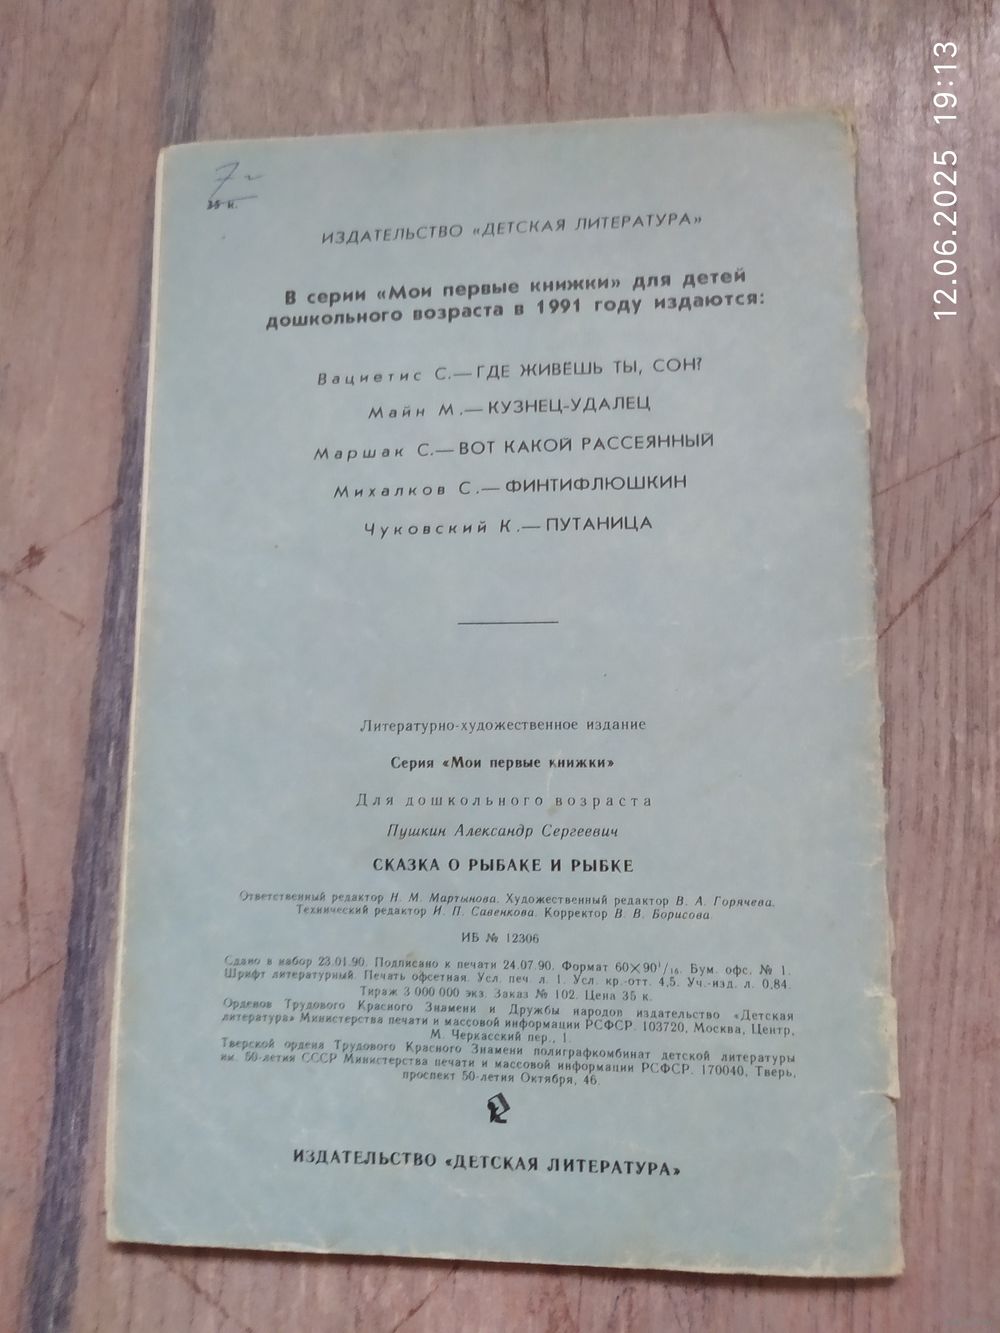 12.06.2025 19:13
35 к.
ИЗДАТЕЛЬСТВО «ДЕТСКАЯ ЛИТЕРАТУРА»
В серии «Мои первые книжки» для детей
дошкольного возраста в 1991 году издаются:
Вациетис С.— ГДЕ ЖИВЁШЬ ТЫ, СОН?
Майн М.— КУЗНЕЦ-УДАЛЕЦ
Маршак С.— ВОТ КАКОЙ РАССЕЯННЫЙ
Михалков С.— ФИНТИФЛЮШКИН
Чуковский К.— ПУТАНИЦА
Литературно-художественное издание
Серия «Мои первые книжки»
Для дошкольного возраста
Пушкин Александр Сергеевич
СКАЗКА О РЫБАКЕ И РЫБКЕ
Ответственный редактор Н. М. Мартынова. Художественный редактор В. А. Горячева.
Технический редактор И. П. Савенкова. Корректор В. В. Борисова
ИБ № 12306
Сдано в набор 23.01.90. Подписано к печати 24.07.90. Формат 60×90¹/₁₆. Бум. офс. № 1.
Шрифт литературный. Печать офсетная. Усл. печ. л. 1. Усл. кр.-отт. 4,5. Уч.-изд. л. 0,84.
Тираж 3 000 000 экз. Заказ № 102. Цена 35 к.
Орденов Трудового Красного Знамени и Дружбы народов издательство «Детская
литература» Министерства печати и массовой информации РСФСР. 103720, Москва, Центр,
М. Черкасский пер., 1.
Тверской ордена Трудового Красного Знамени полиграфкомбинат детской литературы
им. 50-летия СССР Министерства печати и массовой информации РСФСР. 170040, Тверь,
проспект 50-летия Октября, 46.
ИЗДАТЕЛЬСТВО «ДЕТСКАЯ ЛИТЕРАТУРА»